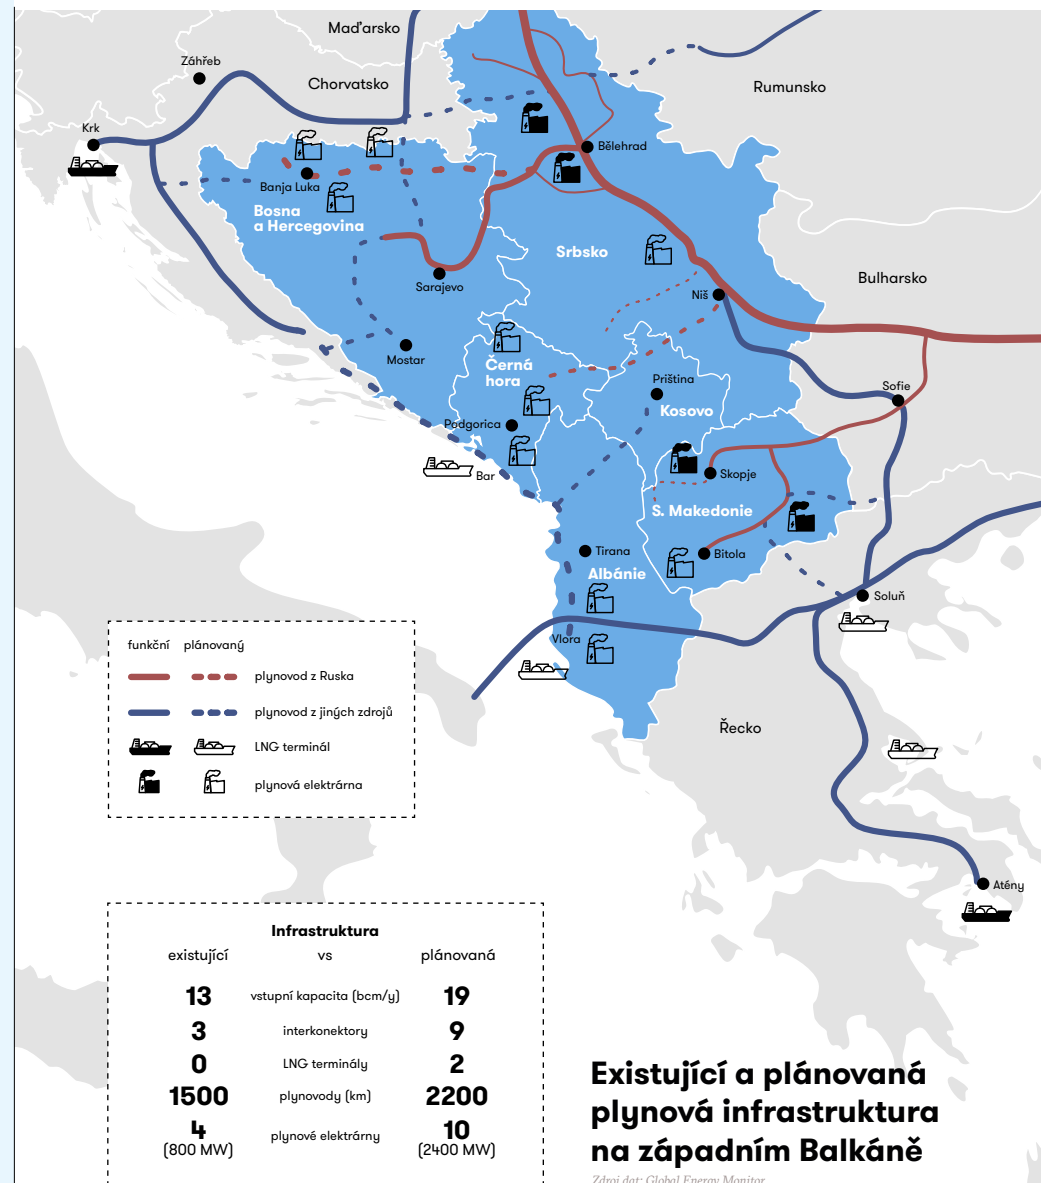 Maďarsko
Záhřeb
Chorvatsko
Rumunsko
Krk
Bělehrad
Banja Luka
Bosna
a Hercegovina
Srbsko
Bulharsko
Sarajevo
Niš
Mostar
Černá
hora
Priština
Sofie
Kosovo
Podgorica
Bar
Skopje
S. Makedonie
Tirana
Bitola
Albánie
Soluň
Vlora
Řecko
Atény
funkční plánovaný
plynovod z Ruska
plynovod z jiných zdrojů
LNG terminál
plynová elektrárna
Infrastruktura
existující vs plánovaná
13 vstupní kapacita (bcm/y) 19
3 interkonektory 9
0 LNG terminály 2
1500 plynovody (km) 2200
4 plynové elektrárny 10
(800 MW) (2400 MW)
Existující a plánovaná
plynová infrastruktura
na západním Balkáně
Zdroj dat: Global Energy Monitor